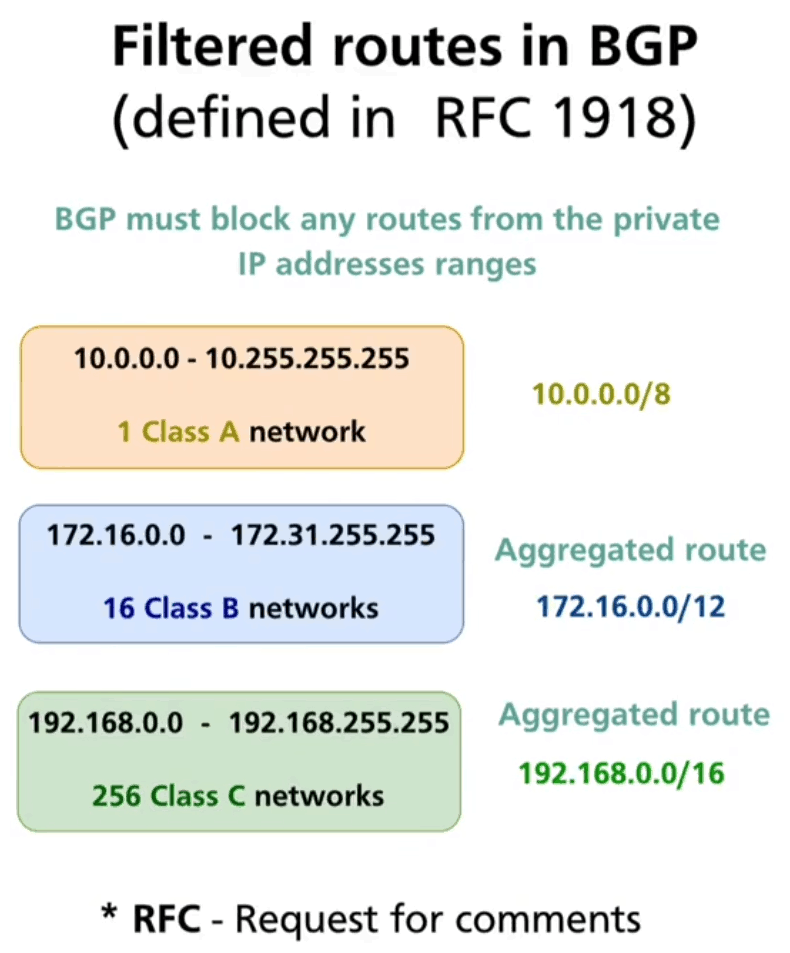 Filtered routes in BGP
(defined in RFC 1918)
BGP must block any routes from the private
IP addresses ranges
10.0.0.0 - 10.255.255.255
1 Class A network
10.0.0.0/8
172.16.0.0 - 172.31.255.255
16 Class B networks
Aggregated route
172.16.0.0/12
192.168.0.0 - 192.168.255.255
256 Class C networks
Aggregated route
192.168.0.0/16
* RFC - Request for comments